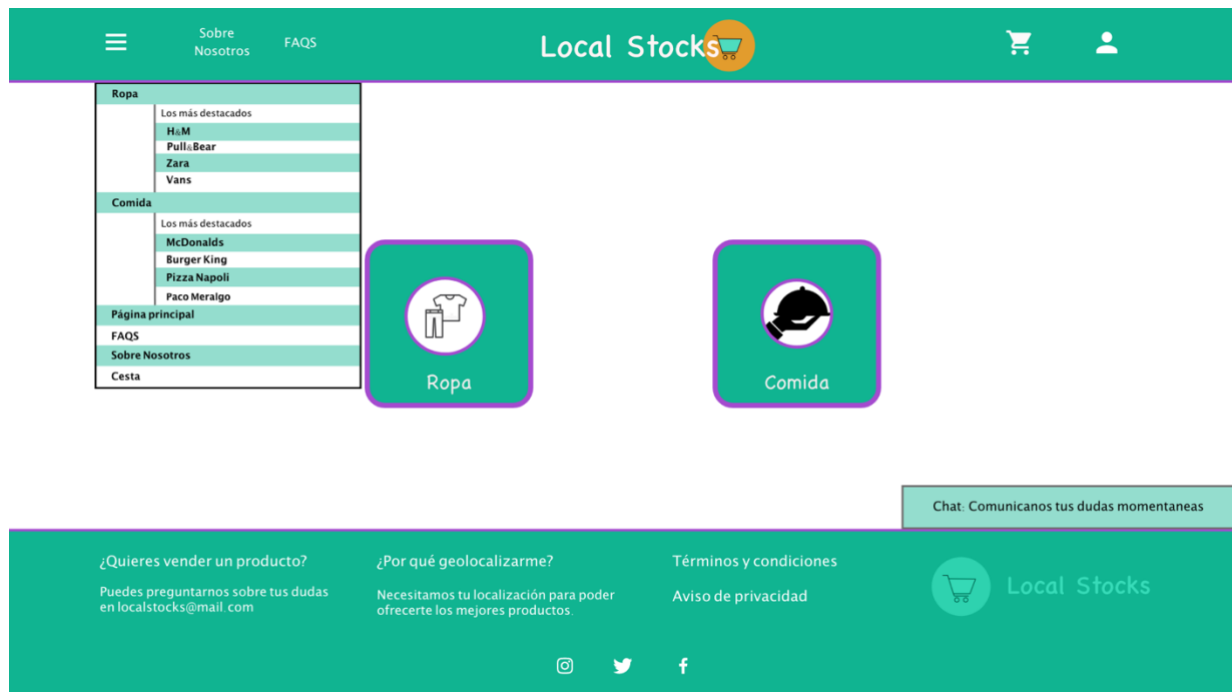 Sobre
Nosotros
FAQS
Local Stocks
Ropa
Los más destacados
H&M
Pull&Bear
Zara
Vans
Comida
Los más destacados
McDonalds
Burger King
Pizza Napoli
Paco Meralgo
Página principal
FAQS
Sobre Nosotros
Cesta
Ropa
Comida
Chat: Comunicanos tus dudas momentaneas
¿Quieres vender un producto?
Puedes preguntarnos sobre tus dudas
en localstocks@mail.com
¿Por qué geolocalizarme?
Necesitamos tu localización para poder
ofrecerte los mejores productos.
Términos y condiciones
Aviso de privacidad
Local Stocks